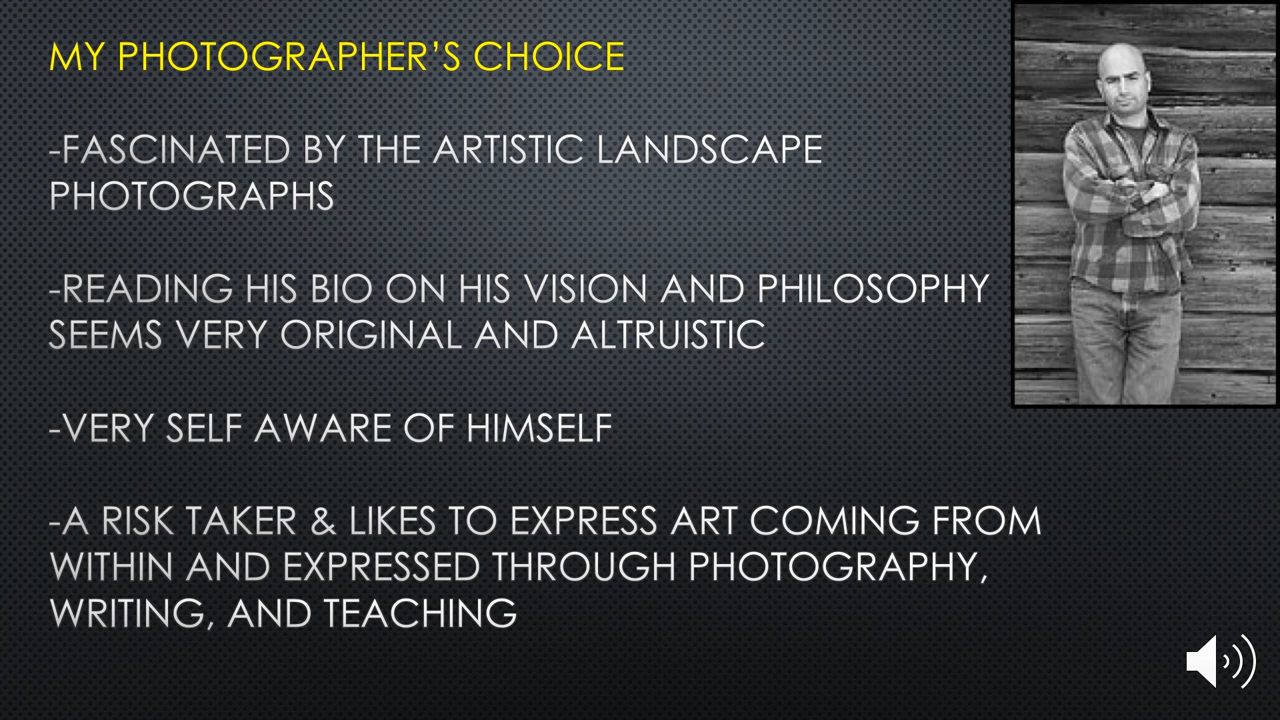 MY PHOTOGRAPHER'S CHOICE
-FASCINATED BY THE ARTISTIC LANDSCAPE
PHOTOGRAPHS
-READING HIS BIO ON HIS VISION AND PHILOSOPHY
SEEMS VERY ORIGINAL AND ALTRUISTIC
-VERY SELF AWARE OF HIMSELF
-A RISK TAKER & LIKES TO EXPRESS ART COMING FROM
WITHIN AND EXPRESSED THROUGH PHOTOGRAPHY,
WRITING, AND TEACHING